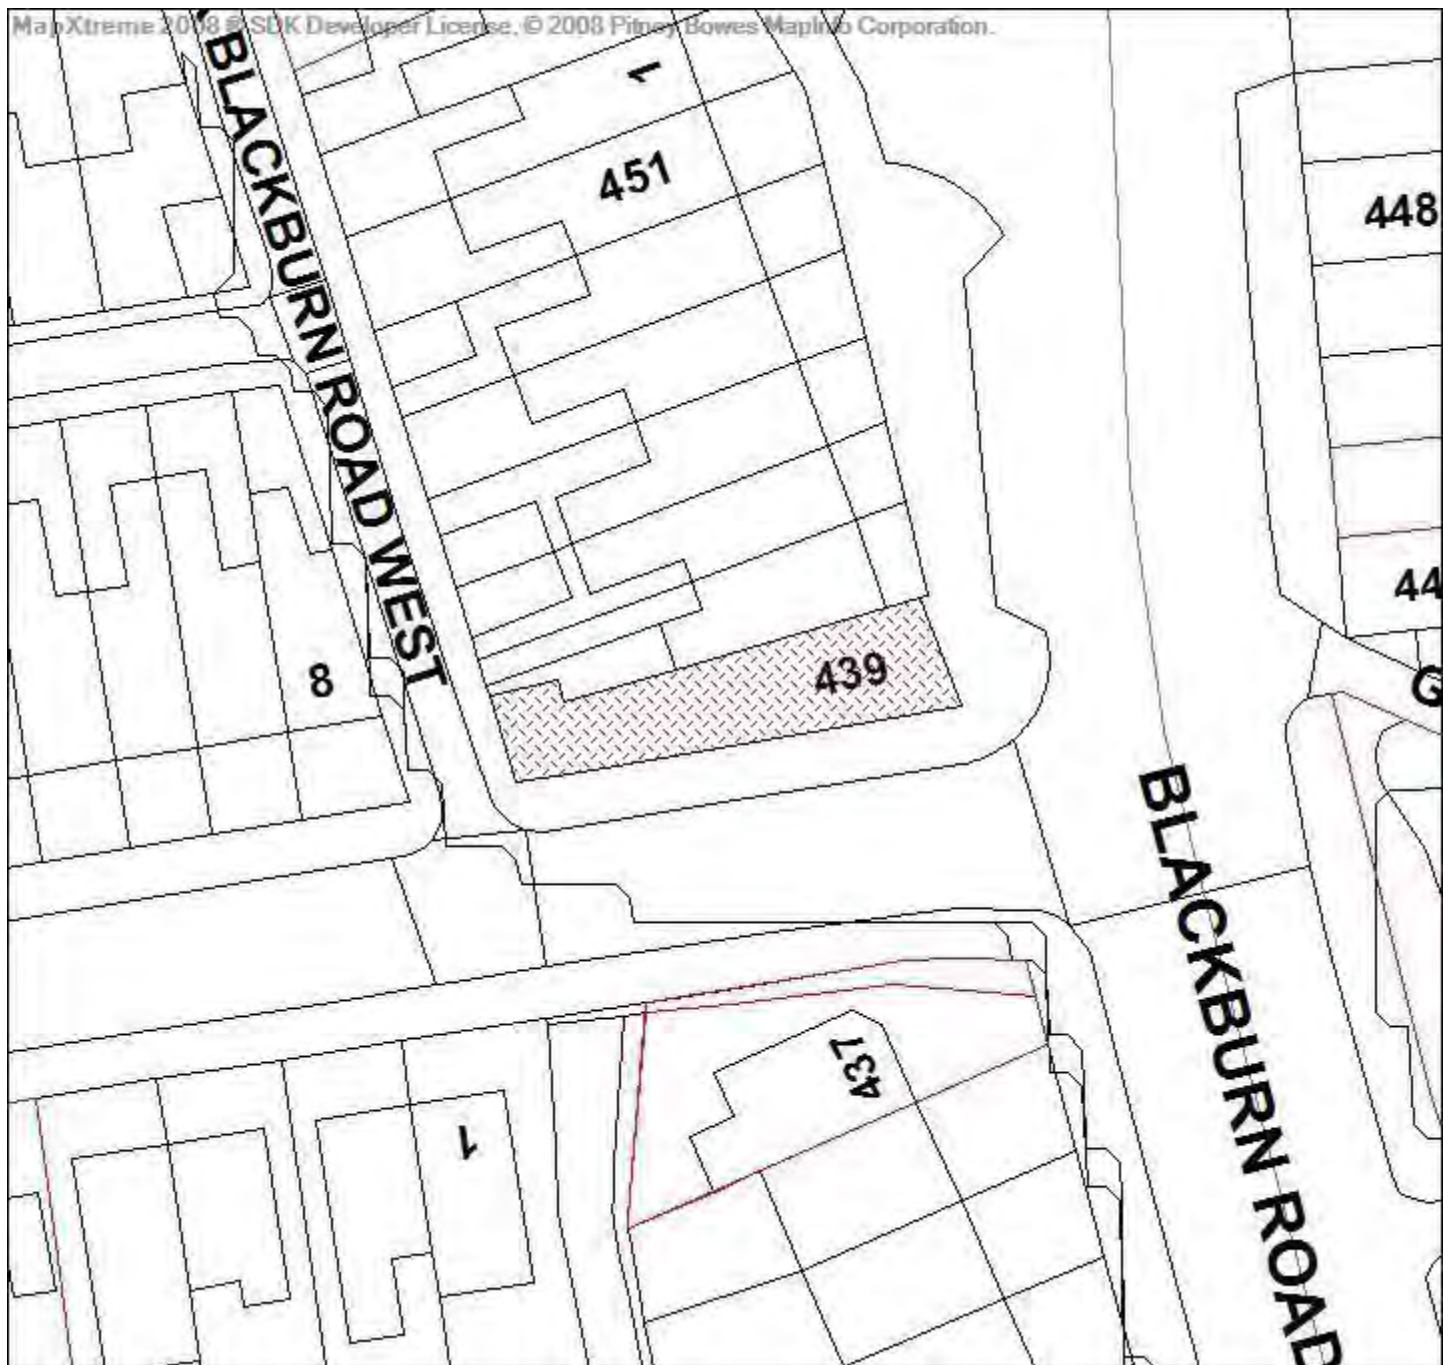 MapXtreme 2008 ® SDK Developer License. © 2008 Pitney Bowes MapInfo Corporation.
BLACKBURN ROAD WEST
1
451
448
44
8
439
G
BLACKBURN ROAD
437
1